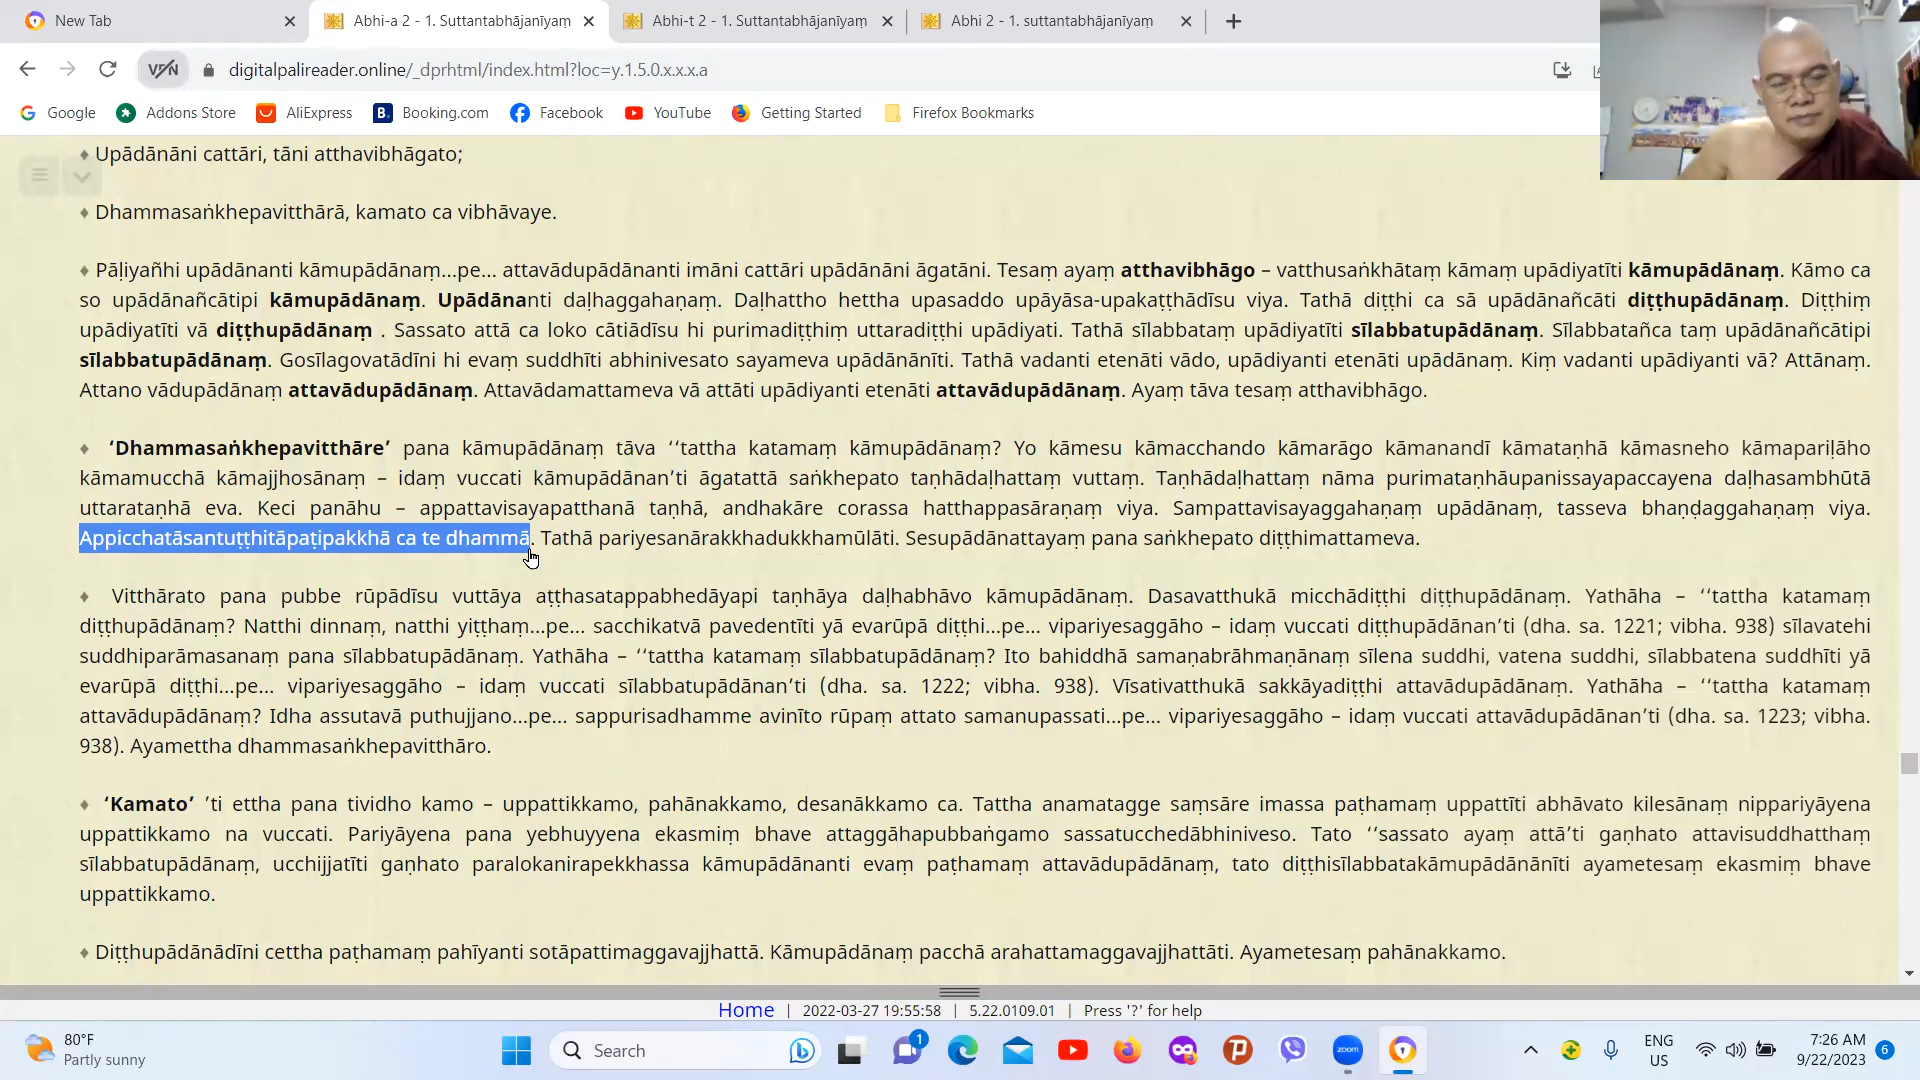 New Tab
Abhi-a 2 - 1. Suttantabhājanīyaṃ
Abhi-t 2 - 1. Suttantabhājanīyaṃ
Abhi 2 - 1. suttantabhājanīyaṃ
VPN
digitalpalireader.online/_dprhtml/index.html?loc=y.1.5.0.x.x.x.a
Google
Addons Store
AliExpress
Booking.com
Facebook
YouTube
Getting Started
Firefox Bookmarks
♦ Upādānāni cattāri, tāni atthavibhāgato;
♦ Dhammasaṅkhepavitthārā, kamato ca vibhāvaye.
♦ Pāḷiyañhi upādānanti kāmupādānaṃ...pe... attavādupādānanti imāni cattāri upādānāni āgatāni. Tesaṃ ayaṃ atthavibhāgo – vatthusaṅkhātaṃ kāmaṃ upādiyatīti kāmupādānaṃ. Kāmo ca
so upādānañcātipi kāmupādānaṃ. Upādānanti daḷhaggahaṇaṃ. Daḷhattho hettha upasaddo upāyāsa-upakaṭṭhādīsu viya. Tathā diṭṭhi ca sā upādānañcāti diṭṭhupādānaṃ. Diṭṭhiṃ
upādiyatīti vā diṭṭhupādānaṃ . Sassato attā ca loko cātiādīsu hi purimadiṭṭhiṃ uttaradiṭṭhi upādiyati. Tathā sīlabbataṃ upādiyatīti sīlabbatupādānaṃ. Sīlabbatañca taṃ upādānañcātipi
sīlabbatupādānaṃ. Gosīlagovatādīni hi evaṃ suddhīti abhinivesato sayameva upādānānīti. Tathā vadanti etenāti vādo, upādiyanti etenāti upādānaṃ. Kiṃ vadanti upādiyanti vā? Attānaṃ.
Attano vādupādānaṃ attavādupādānaṃ. Attavādamattameva vā attāti upādiyanti etenāti attavādupādānaṃ. Ayaṃ tāva tesaṃ atthavibhāgo.
♦ ‘Dhammasaṅkhepavitthāre’ pana kāmupādānaṃ tāva ‘‘tattha katamaṃ kāmupādānaṃ? Yo kāmesu kāmacchando kāmarāgo kāmanandī kāmataṇhā kāmasneho kāmapariḷāho
kāmamucchā kāmajjhosānaṃ – idaṃ vuccati kāmupādānan’ti āgatattā saṅkhepato taṇhādaḷhattaṃ vuttaṃ. Taṇhādaḷhattaṃ nāma purimataṇhāupanissayapaccayena daḷhasambhūtā
uttarataṇhā eva. Keci panāhu – appattavisayapatthanā taṇhā, andhakāre corassa hatthappasāraṇaṃ viya. Sampattavisayaggahaṇaṃ upādānaṃ, tasseva bhaṇḍaggahaṇaṃ viya.
Appicchatāsantuṭṭhitāpaṭipakkhā ca te dhammā. Tathā pariyesanārakkhadukkhamūlāti. Sesupādānattayaṃ pana saṅkhepato diṭṭhimattameva.
♦ Vitthārato pana pubbe rūpādīsu vuttāya aṭṭhasatappabhedāyapi taṇhāya daḷhabhāvo kāmupādānaṃ. Dasavatthukā micchādiṭṭhi diṭṭhupādānaṃ. Yathāha – ‘‘tattha katamaṃ
diṭṭhupādānaṃ? Natthi dinnaṃ, natthi yiṭṭhaṃ...pe... sacchikatvā pavedentīti yā evarūpā diṭṭhi...pe... vipariyesaggāho – idaṃ vuccati diṭṭhupādānan’ti (dha. sa. 1221; vibha. 938) sīlavatehi
suddhiparāmasanaṃ pana sīlabbatupādānaṃ. Yathāha – ‘‘tattha katamaṃ sīlabbatupādānaṃ? Ito bahiddhā samaṇabrāhmaṇānaṃ sīlena suddhi, vatena suddhi, sīlabbatena suddhīti yā
evarūpā diṭṭhi...pe... vipariyesaggāho – idaṃ vuccati sīlabbatupādānan’ti (dha. sa. 1222; vibha. 938). Vīsativatthukā sakkāyadiṭṭhi attavādupādānaṃ. Yathāha – ‘‘tattha katamaṃ
attavādupādānaṃ? Idha assutavā puthujjano...pe... sappurisadhamme avinīto rūpaṃ attato samanupassati...pe... vipariyesaggāho – idaṃ vuccati attavādupādānan’ti (dha. sa. 1223; vibha.
938). Ayamettha dhammasaṅkhepavitthāro.
♦ ‘Kamato’ ’ti ettha pana tividho kamo – uppattikkamo, pahānakkamo, desanākkamo ca. Tattha anamatagge saṃsāre imassa paṭhamaṃ uppattīti abhāvato kilesānaṃ nippariyāyena
uppattikkamo na vuccati. Pariyāyena pana yebhuyyena ekasmiṃ bhave attaggāhapubbaṅgamo sassatucchedābhiniveso. Tato ‘‘sassato ayaṃ attā’ti gaṇhato attavisuddhatthaṃ
sīlabbatupādānaṃ, ucchijjatīti gaṇhato paralokanirapekkhassa kāmupādānanti evaṃ paṭhamaṃ attavādupādānaṃ, tato diṭṭhisīlabbatakāmupādānānīti ayametesaṃ ekasmiṃ bhave
uppattikkamo.
♦ Diṭṭhupādānādīni cettha paṭhamaṃ pahīyanti sotāpattimaggavajjhattā. Kāmupādānaṃ pacchā arahattamaggavajjhattāti. Ayametesaṃ pahānakkamo.
Home | 2022-03-27 19:55:58 | 5.22.0109.01 | Press '?' for help
80°F
Partly sunny
Search
1
zoom
ENG
US
7:26 AM
9/22/2023
6